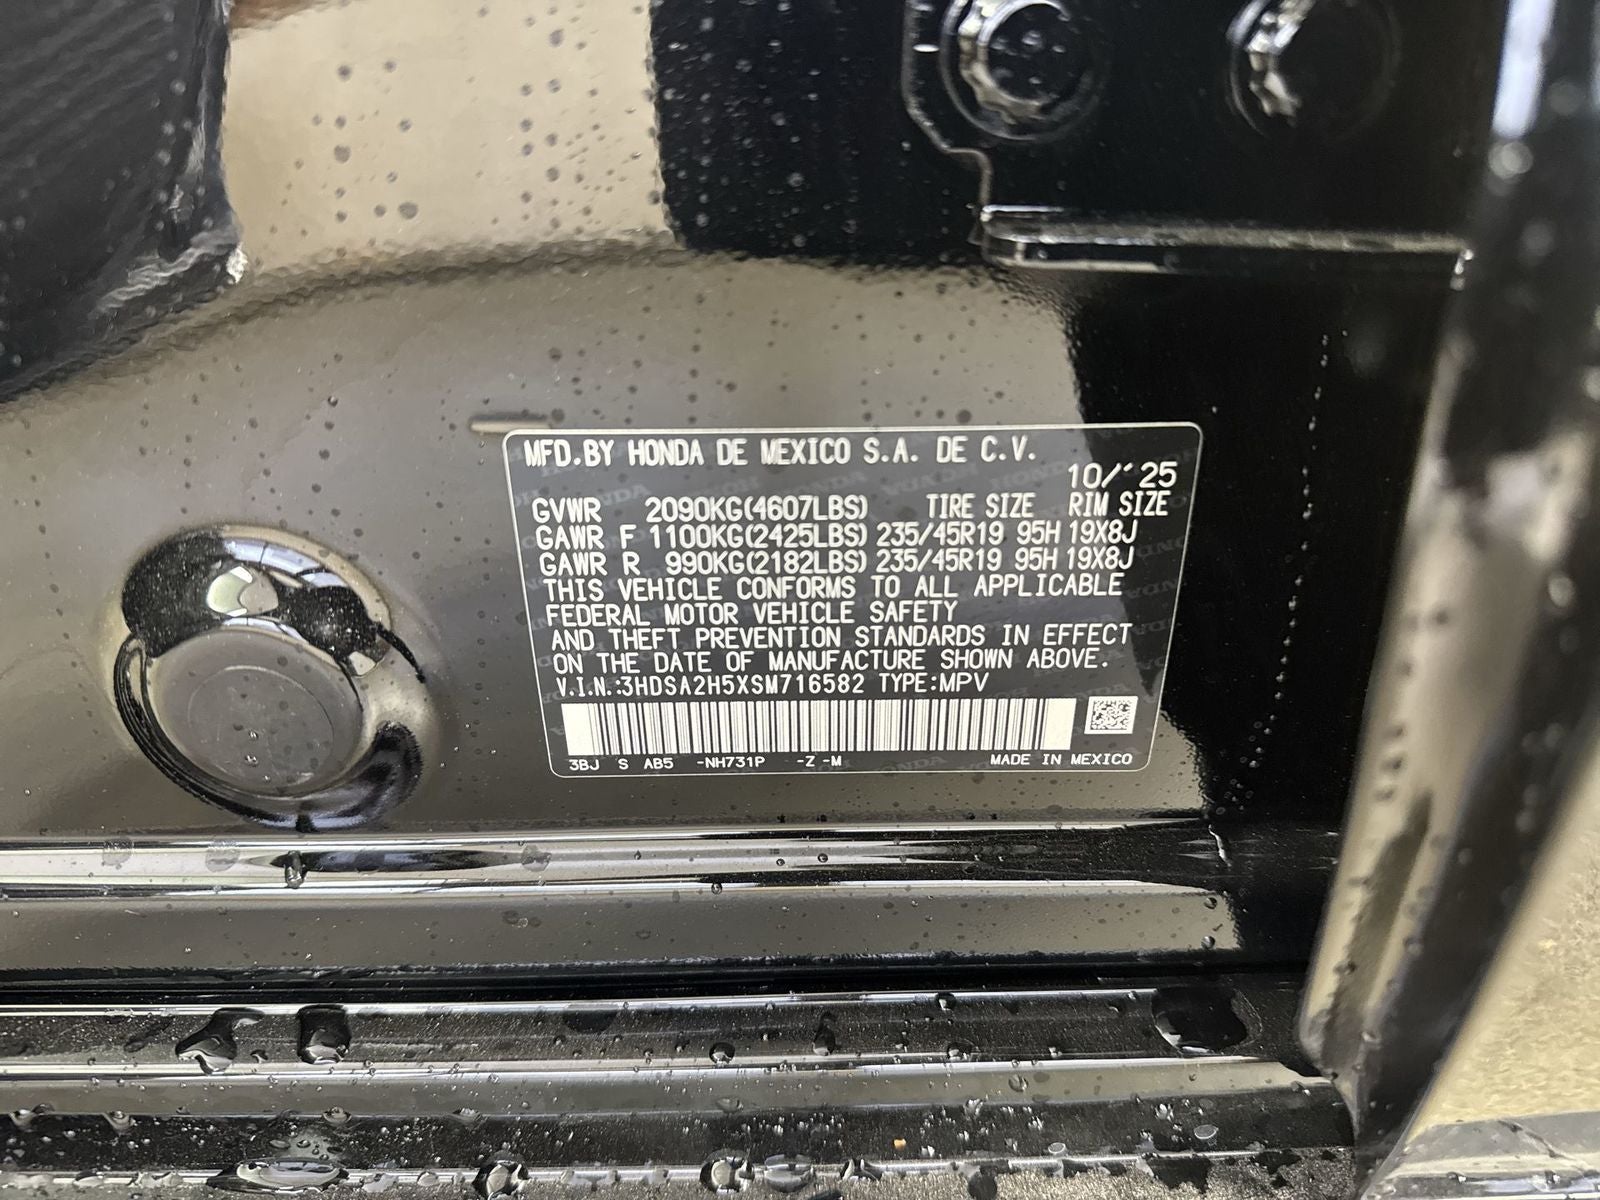 MFD.BY HONDA DE MEXICO S.A. DE C.V.
10/'25
GVWR 2090KG(4607LBS) TIRE SIZE RIM SIZE
GAWR F 1100KG(2425LBS) 235/45R19 95H 19X8J
GAWR R 990KG(2182LBS) 235/45R19 95H 19X8J
THIS VEHICLE CONFORMS TO ALL APPLICABLE
FEDERAL MOTOR VEHICLE SAFETY
AND THEFT PREVENTION STANDARDS IN EFFECT
ON THE DATE OF MANUFACTURE SHOWN ABOVE.
V.I.N.:3HDSA2H5XSM716582 TYPE:MPV
3BJ S AB5 -NH731P -Z -M MADE IN MEXICO